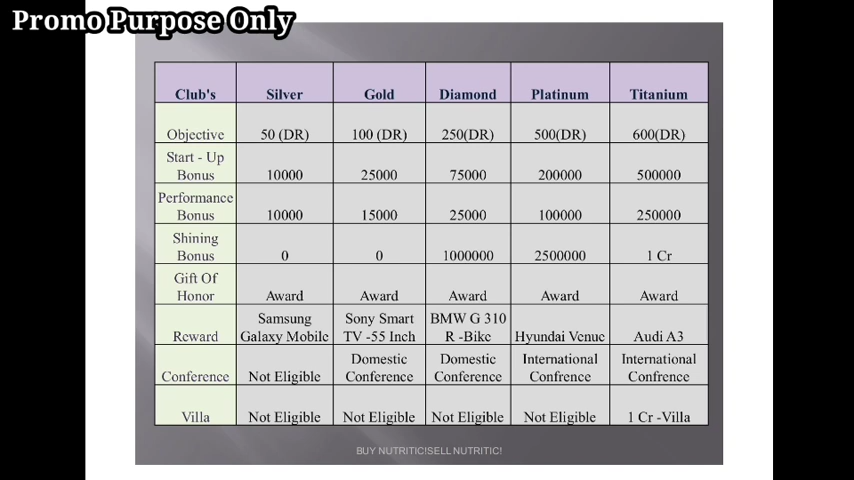 Promo Purpose Only
Club's Silver Gold Diamond Platinum Titanium
Objective 50 (DR) 100 (DR) 250(DR) 500(DR) 600(DR)
Start - Up
Bonus 10000 25000 75000 200000 500000
Performance
Bonus 10000 15000 25000 100000 250000
Shining
Bonus 0 0 1000000 2500000 1 Cr
Gift Of
Honor Award Award Award Award Award
Samsung Sony Smart BMW G 310
Reward Galaxy Mobile TV -55 Inch R -Bike Hyundai Venue Audi A3
Domestic Domestic International International
Conference Not Eligible Conference Conference Confrence Confrence
Villa Not Eligible Not Eligible Not Eligible Not Eligible 1 Cr -Villa
BUY NUTRITIC!SELL NUTRITIC!